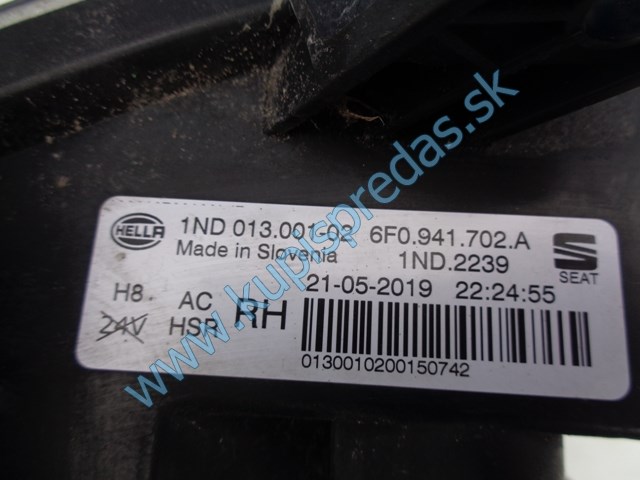 HELLA 1ND 013.001-02 6F0.941.702.A
Made in Slovenia 1ND.2239
SEAT
H8 AC RH 21-05-2019 22:24:55
24V HSR
0130010200150742
www.kupispredas.sk